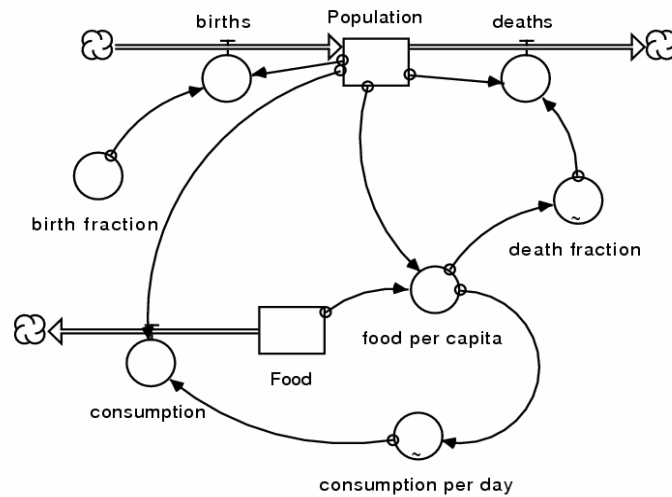 Population
births
deaths
birth fraction
death fraction
food per capita
Food
consumption
consumption per day
~
~